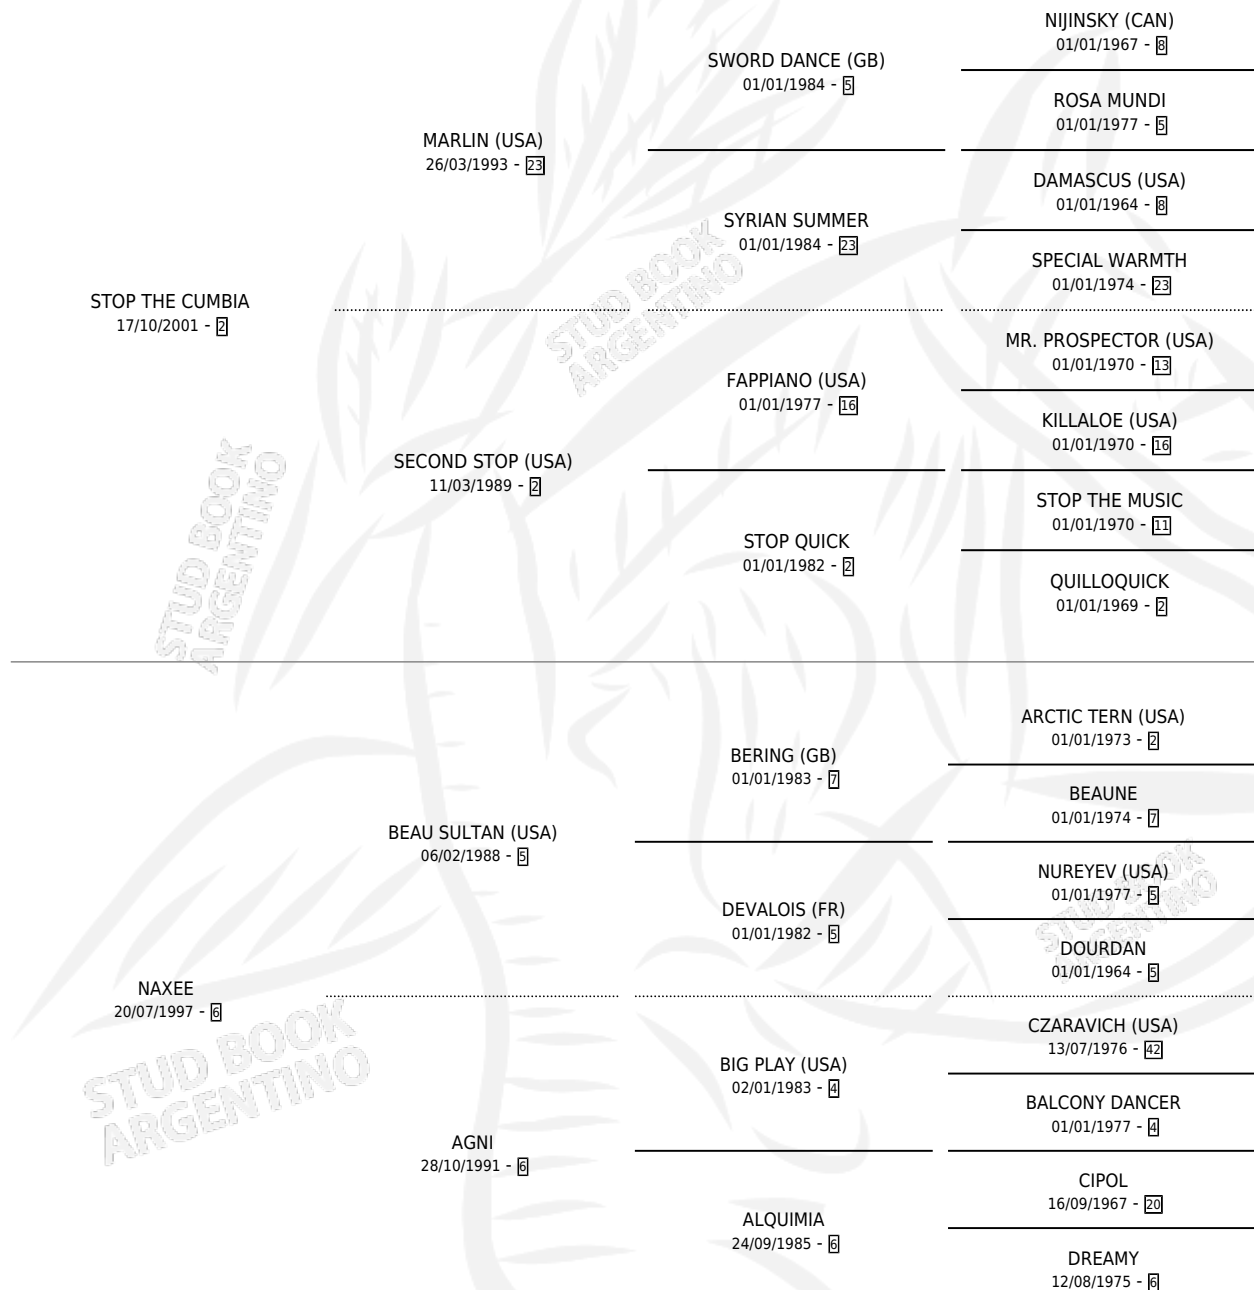 NIJINSKY (CAN)
01/01/1967 - 8
SWORD DANCE (GB)
01/01/1984 - 5
ROSA MUNDI
01/01/1977 - 5
MARLIN (USA)
26/03/1993 - 23
DAMASCUS (USA)
01/01/1964 - 8
SYRIAN SUMMER
01/01/1984 - 23
SPECIAL WARMTH
01/01/1974 - 23
STOP THE CUMBIA
17/10/2001 - 2
MR. PROSPECTOR (USA)
01/01/1970 - 13
FAPPIANO (USA)
01/01/1977 - 16
KILLALOE (USA)
01/01/1970 - 16
SECOND STOP (USA)
11/03/1989 - 2
STOP THE MUSIC
01/01/1970 - 11
STOP QUICK
01/01/1982 - 2
QUILLOQUICK
01/01/1969 - 2
ARCTIC TERN (USA)
01/01/1973 - 2
BERING (GB)
01/01/1983 - 7
BEAUNE
01/01/1974 - 7
BEAU SULTAN (USA)
06/02/1988 - 5
NUREYEV (USA)
01/01/1977 - 5
DEVALOIS (FR)
01/01/1982 - 5
DOURDAN
01/01/1964 - 5
NAXEE
20/07/1997 - 6
CZARAVICH (USA)
13/07/1976 - 42
BIG PLAY (USA)
02/01/1983 - 4
BALCONY DANCER
01/01/1977 - 4
AGNI
28/10/1991 - 6
CIPOL
16/09/1967 - 20
ALQUIMIA
24/09/1985 - 6
DREAMY
12/08/1975 - 6
STUD BOOK
ARGENTINO
STUD BOOK
ARGENTINO
STUD BOOK
ARGENTINO
STUD BOOK
ARGENTINO